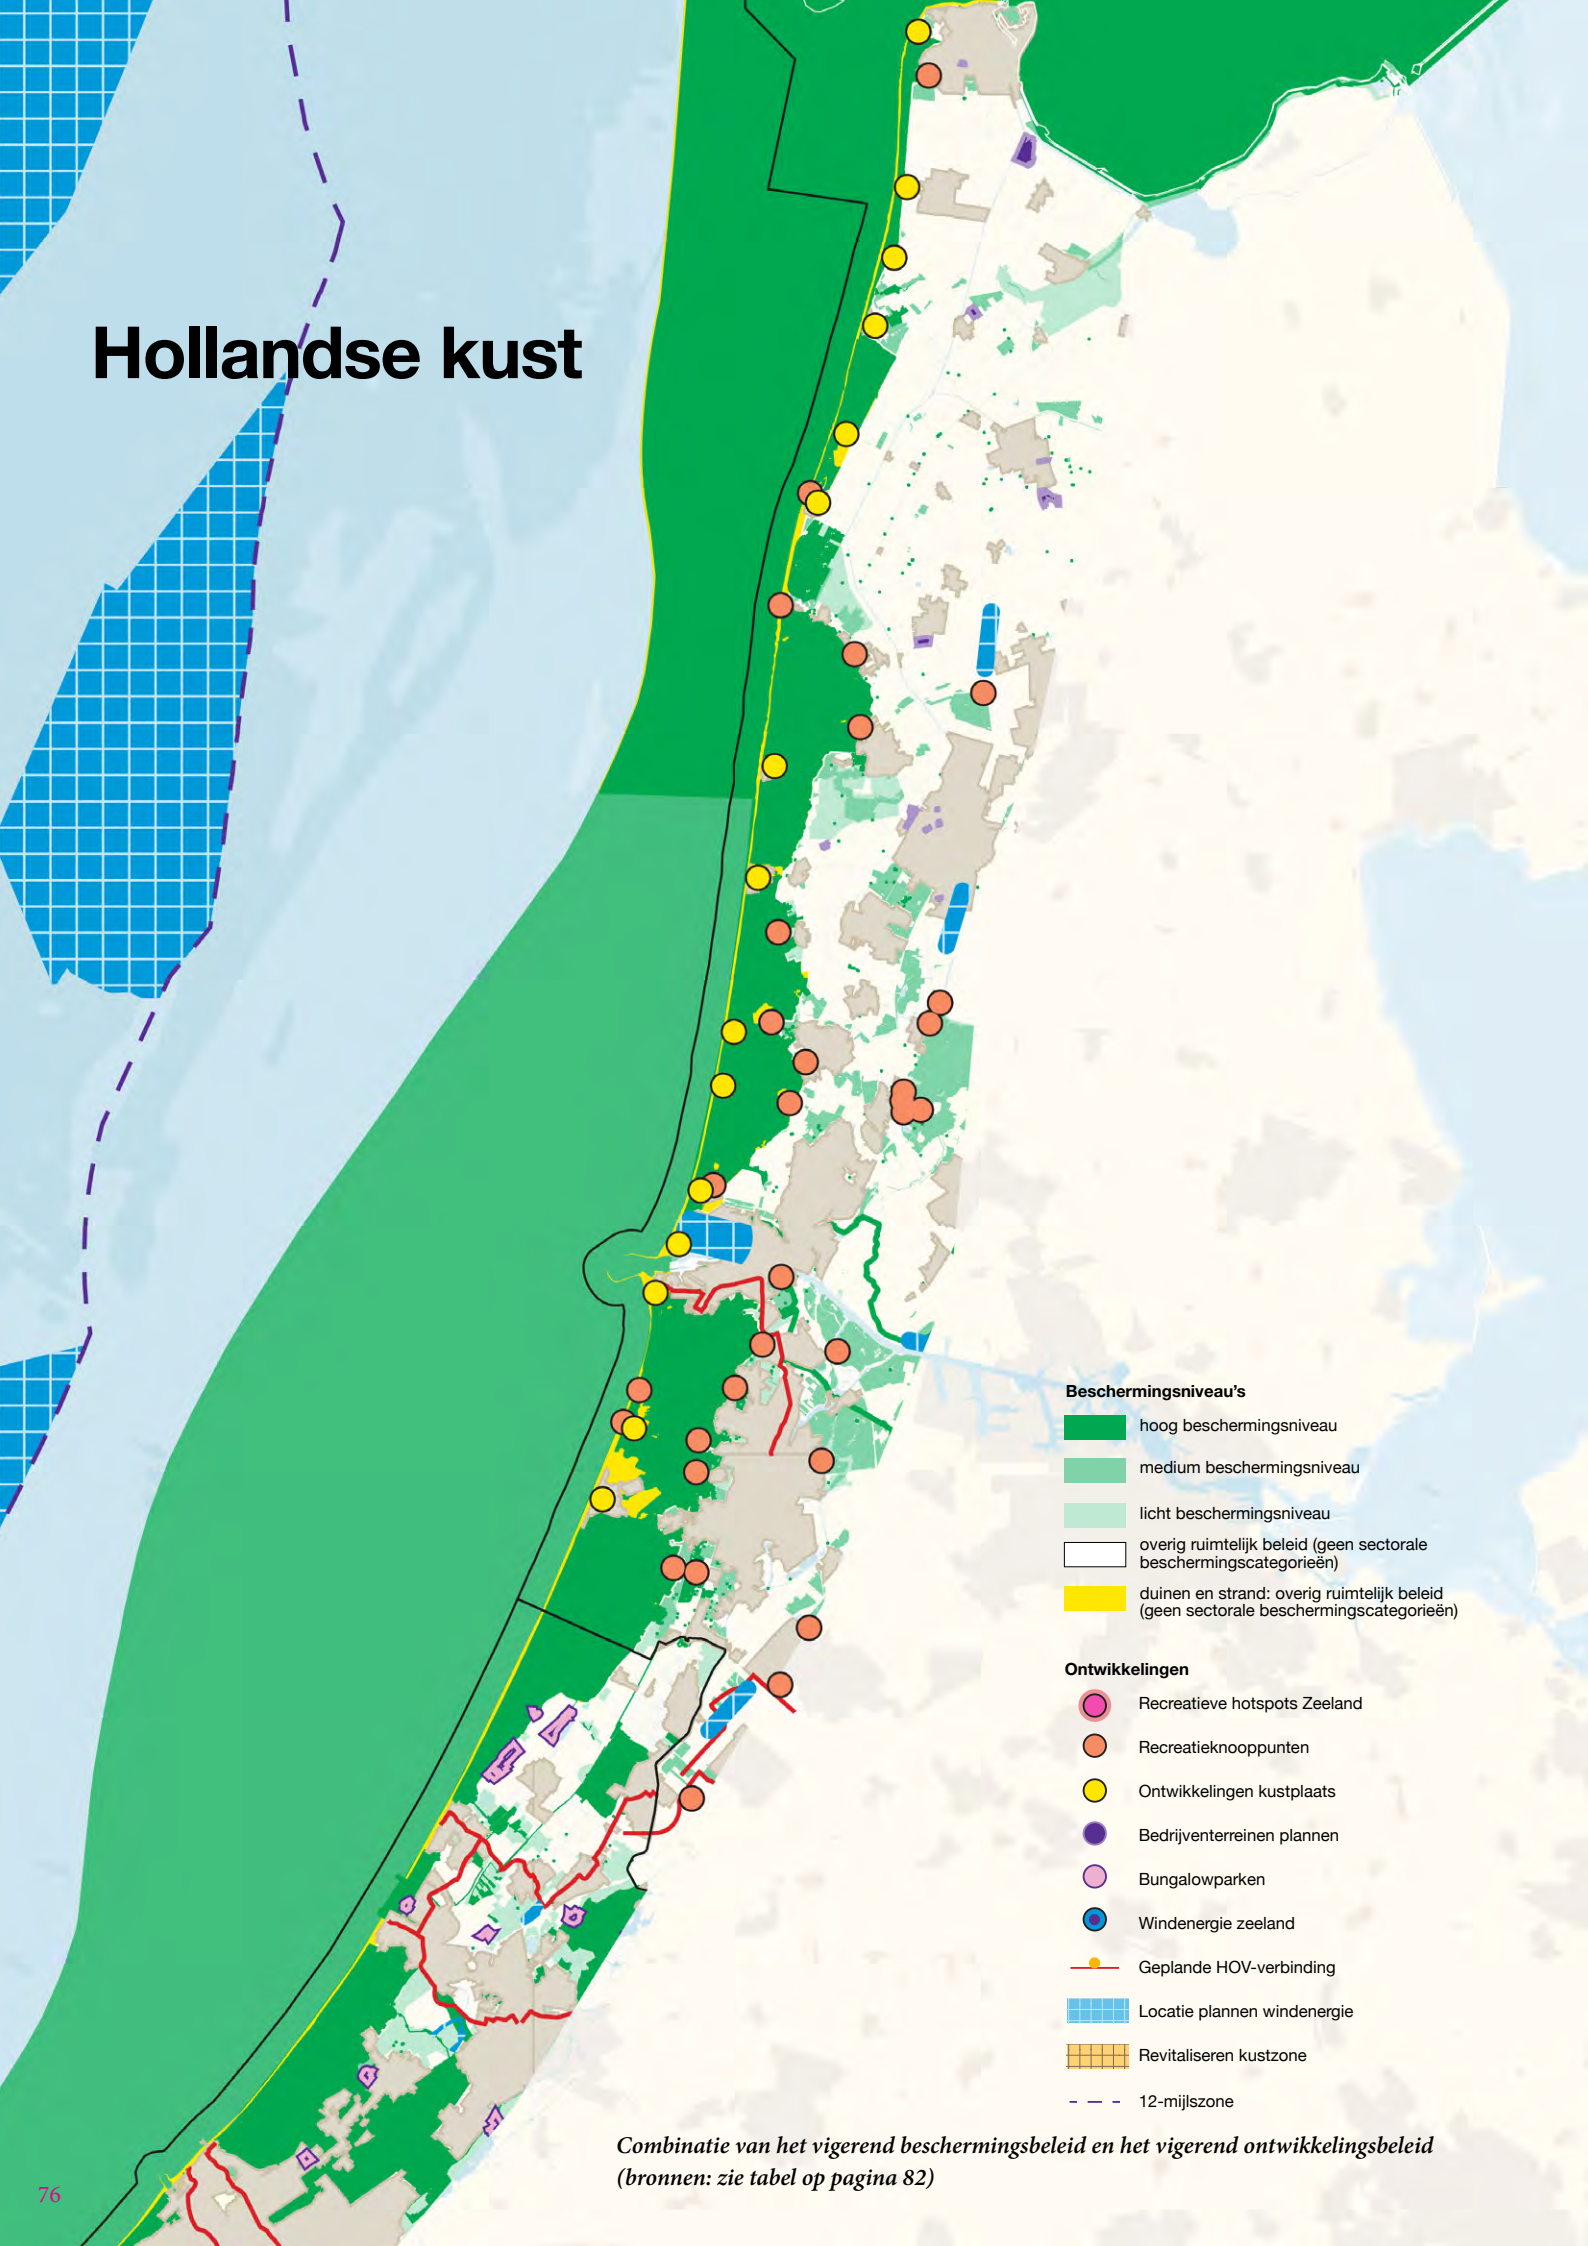 Hollandse kust
Beschermingsniveau's
hoog beschermingsniveau
medium beschermingsniveau
licht beschermingsniveau
overig ruimtelijk beleid (geen sectorale
beschermingscategorieën)
duinen en strand: overig ruimtelijk beleid
(geen sectorale beschermingscategorieën)
Ontwikkelingen
Recreatieve hotspots Zeeland
Recreatieknooppunten
Ontwikkelingen kustplaats
Bedrijventerreinen plannen
Bungalowparken
Windenergie zeeland
Geplande HOV-verbinding
Locatie plannen windenergie
Revitaliseren kustzone
12-mijlszone
Combinatie van het vigerend beschermingsbeleid en het vigerend ontwikkelingsbeleid
(bronnen: zie tabel op pagina 82)
76